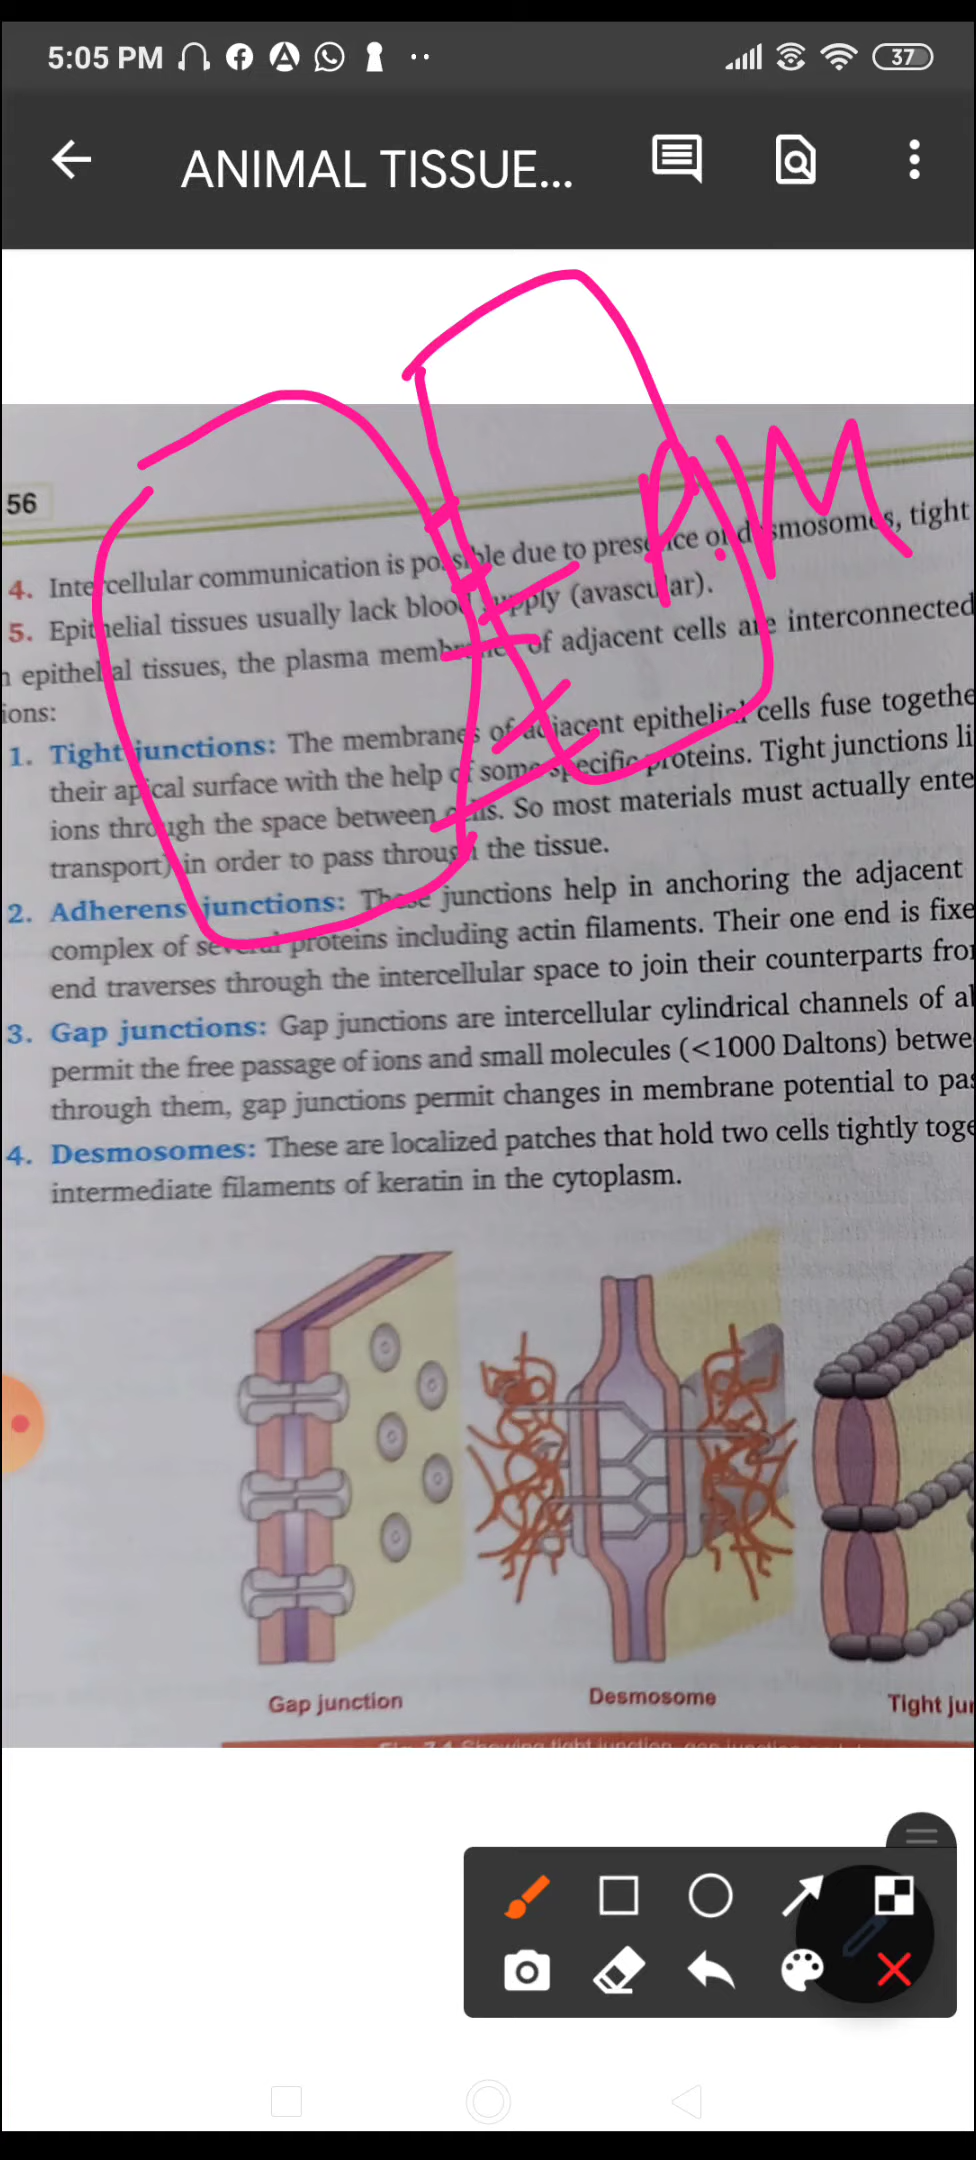 5:05 PM
37
ANIMAL TISSUE...
P.M
56
4. Intercellular communication is possible due to presence of desmosomes, tight
5. Epithelial tissues usually lack blood supply (avascular).
epithelial tissues, the plasma membranes of adjacent cells are interconnected
ions:
1. Tight junctions: The membranes of adjacent epithelial cells fuse togethe
their apical surface with the help of some specific proteins. Tight junctions li
ions through the space between cells. So most materials must actually ente
transport) in order to pass through the tissue.
2. Adherens junctions: These junctions help in anchoring the adjacent
complex of several proteins including actin filaments. Their one end is fixe
end traverses through the intercellular space to join their counterparts from
3. Gap junctions: Gap junctions are intercellular cylindrical channels of
permit the free passage of ions and small molecules (<1000 Daltons) betwe
through them, gap junctions permit changes in membrane potential to pas
4. Desmosomes: These are localized patches that hold two cells tightly toge
intermediate filaments of keratin in the cytoplasm.
Gap junction
Desmosome
Tight jun
Showing tight junction, gap junction